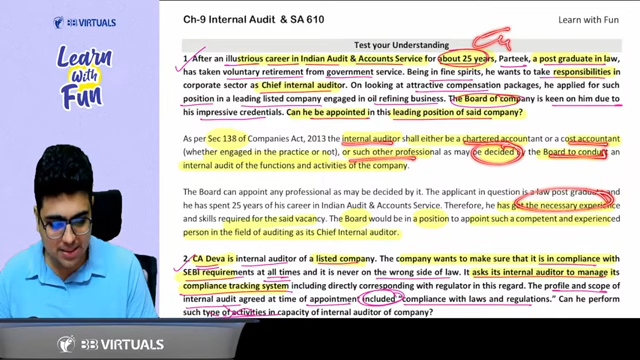 BB VIRTUALS
Learn
With
Fun
BB VIRTUALS
Ch-9 Internal Audit & SA 610
Learn with Fun
Test your Understanding
1. After an illustrious career in Indian Audit & Accounts Service for about 25 years, Parteek, a post graduate in law,
has taken voluntary retirement from government service. Being in fine spirits, he wants to take responsibilities in
corporate sector as Chief internal auditor. On looking at attractive compensation packages, he applied for such
position in a leading listed company engaged in oil refining business. The Board of company is keen on him due to
his impressive credentials. Can he be appointed in this leading position of said company?
As per Sec 138 of Companies Act, 2013 the internal auditor shall either be a chartered accountant or a cost accountant
(whether engaged in the practice or not), or such other professional as may be decided by the Board to conduct an
internal audit of the functions and activities of the company.
The Board can appoint any professional as may be decided by it. The applicant in question is a law post graduate and
he has spent 25 years of his career in Indian Audit & Accounts Service. Therefore, he has got the necessary experience
and skills required for the said vacancy. The Board would be in a position to appoint such a competent and experienced
person in the field of auditing as its Chief Internal auditor.
2. CA Deva is internal auditor of a listed company. The company wants to make sure that it is in compliance with
SEBI requirements at all times and it is never on the wrong side of law. It asks its internal auditor to manage its
compliance tracking system including directly corresponding with regulator in this regard. The profile and scope of
internal audit agreed at time of appointment included "compliance with laws and regulations." Can he perform
such type of activities in capacity of internal auditor of company?